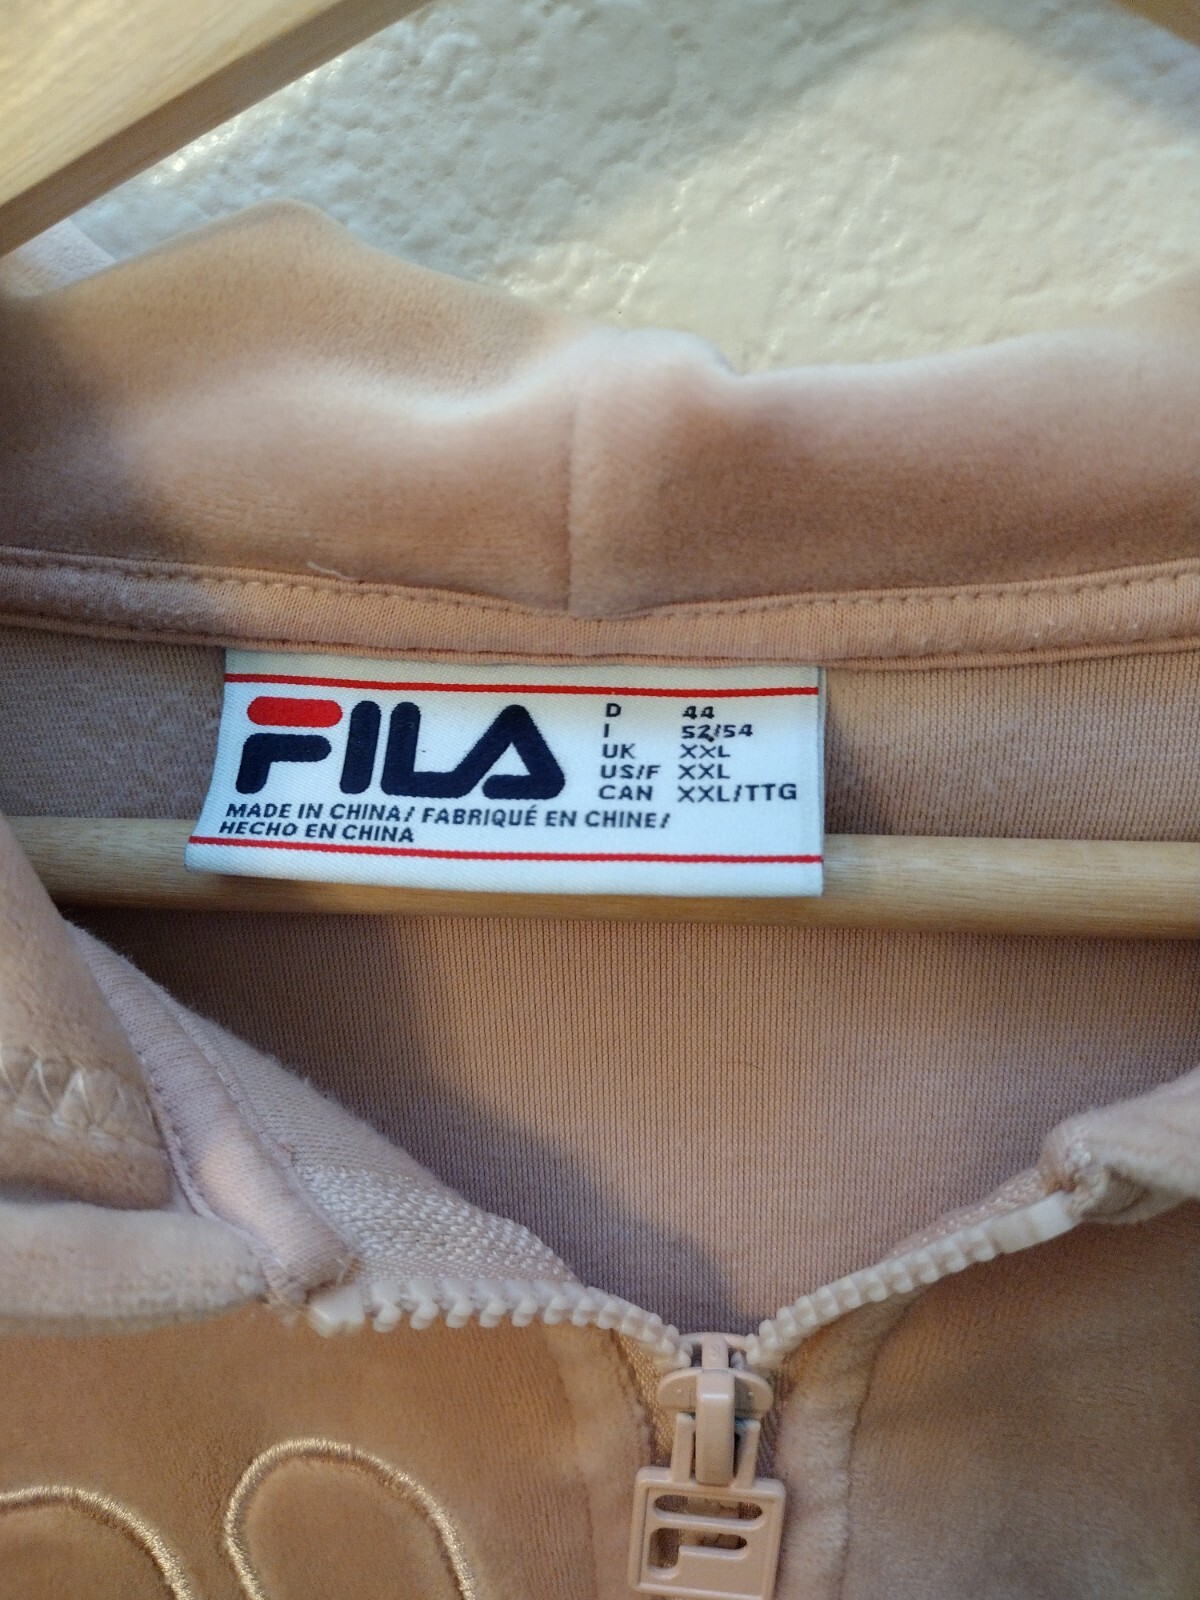 FILA
D 44
I 52/54
UK XXL
US/F XXL
CAN XXL/TTG
MADE IN CHINA/ FABRIQUÉ EN CHINE/
HECHO EN CHINA